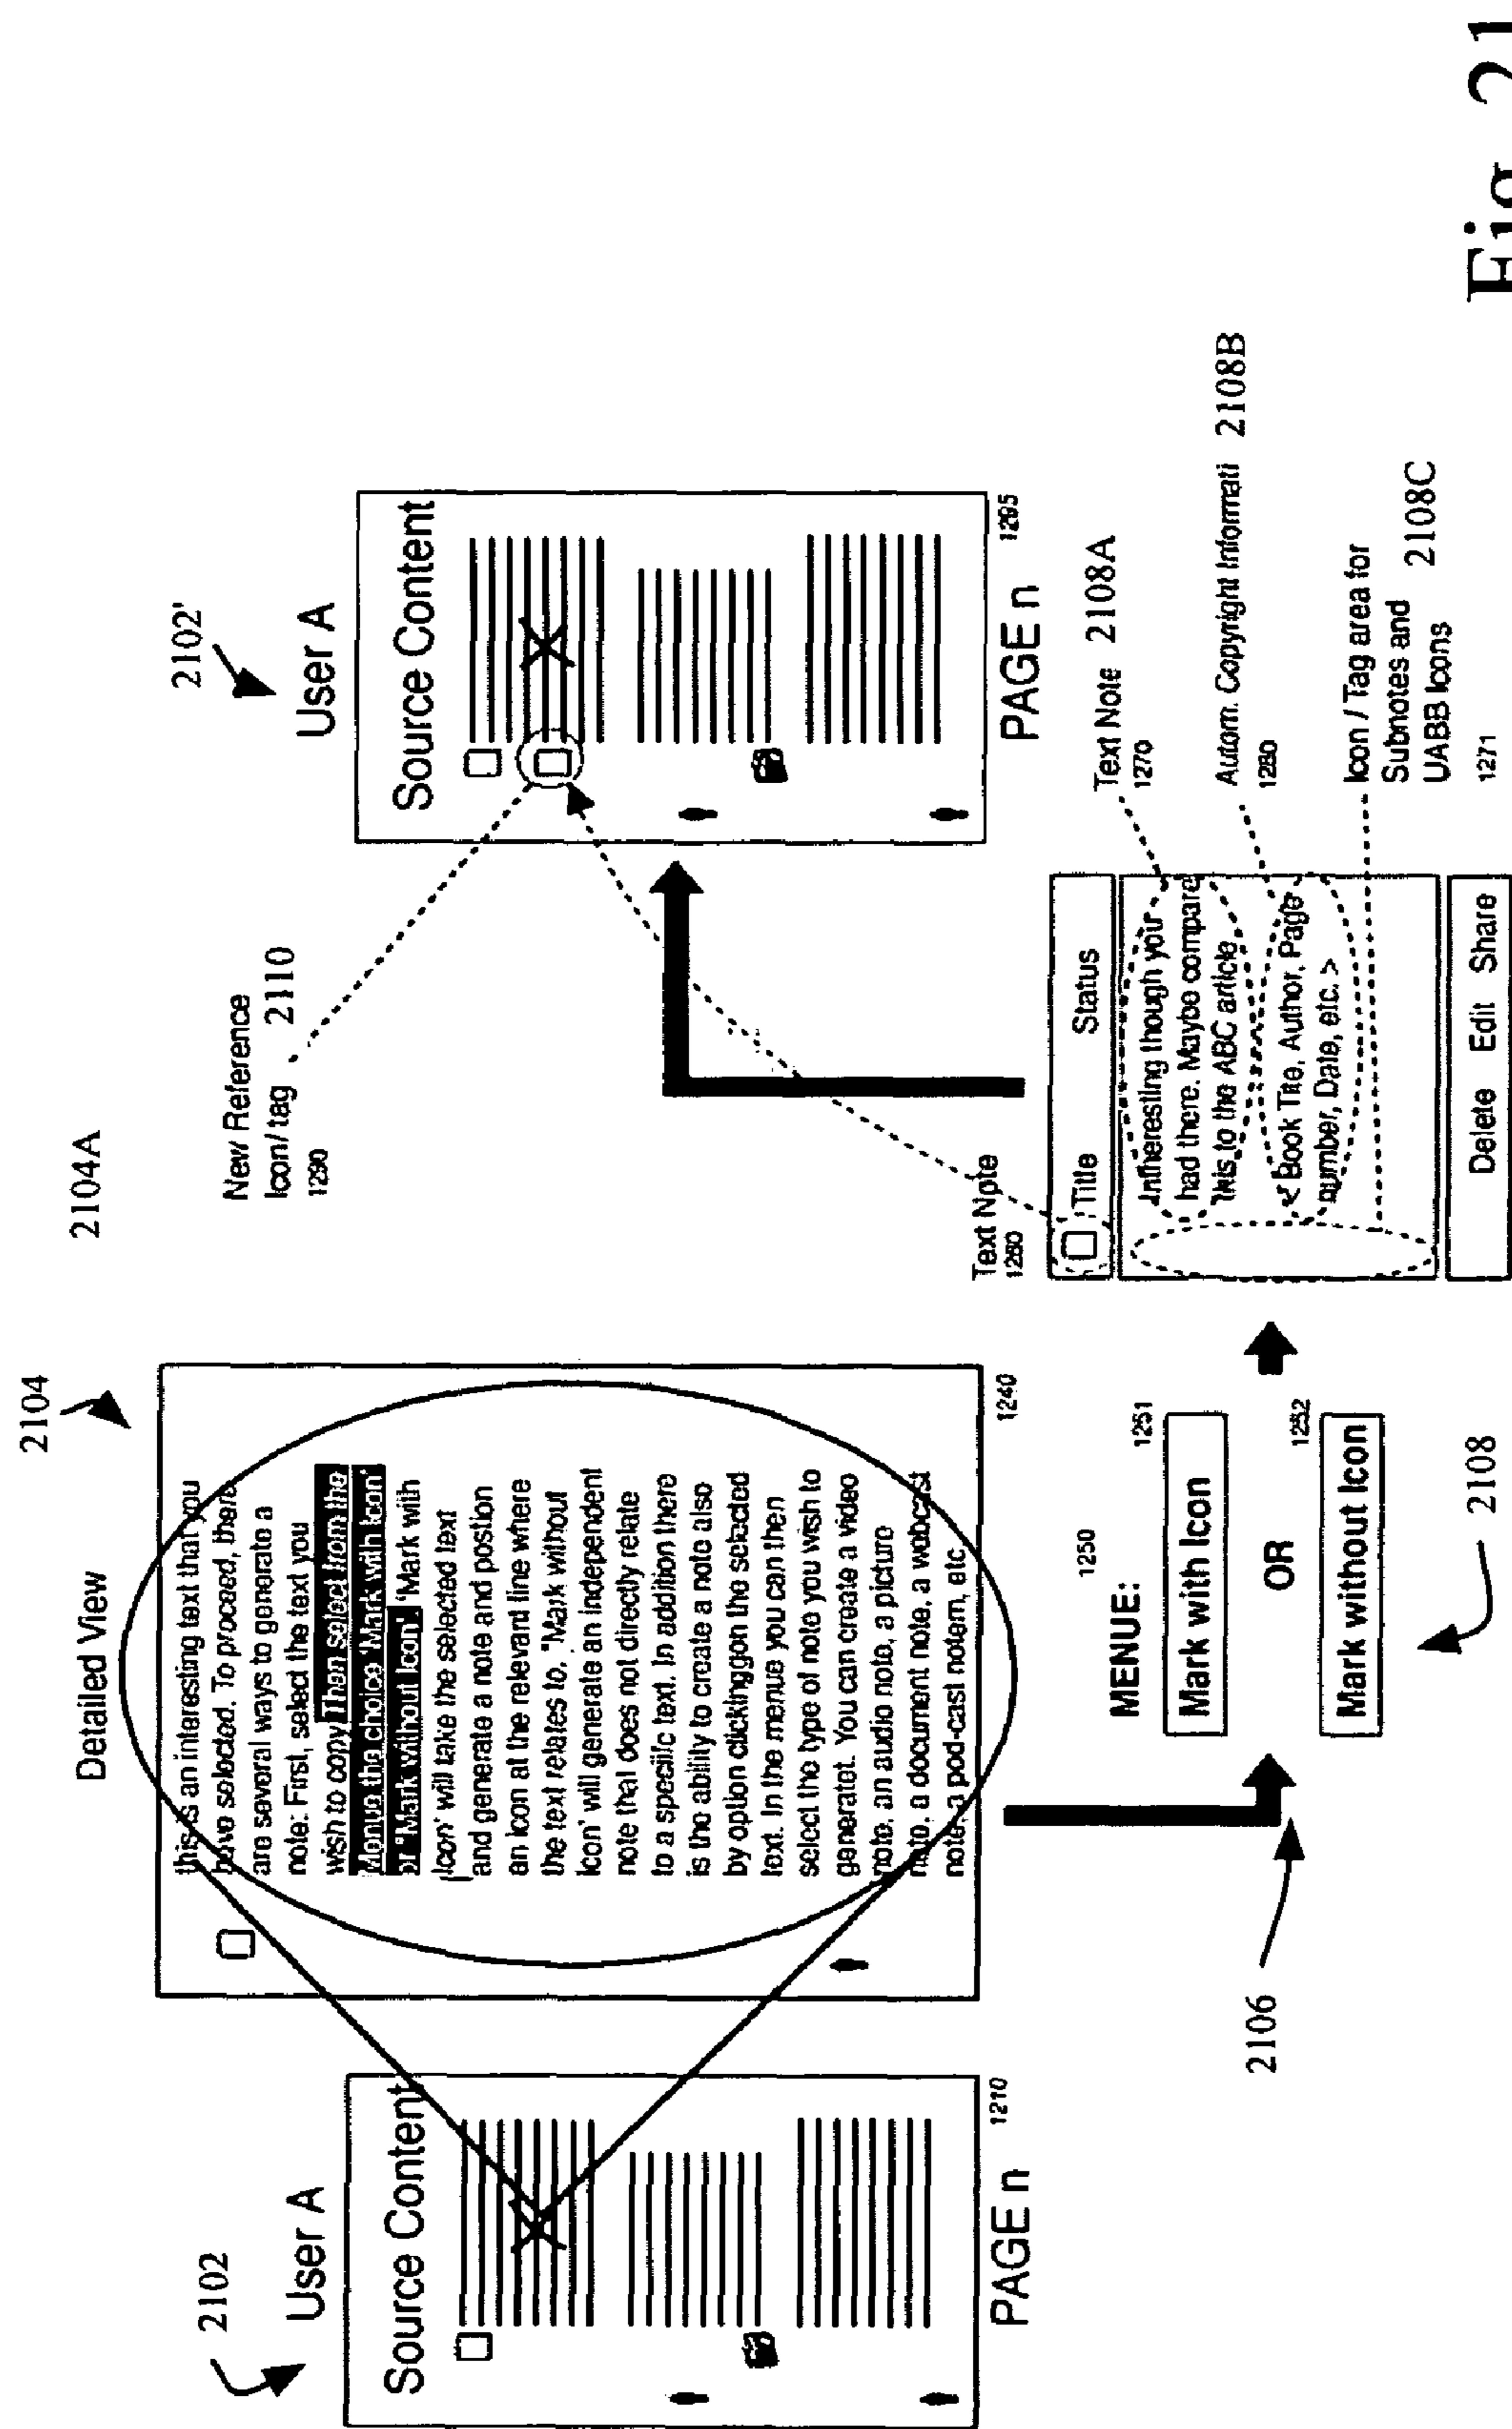 2102
User A
Source Content
PAGE n
1210
2104
Detailed View
this is an interesting text that you
have selected. To proceed, there
are several ways to generate a
note: First, select the text you
wish to copy Then select from the
Menue the choice 'Mark with Icon'
or 'Mark without Icon'. 'Mark with
Icon' will take the selected text
and generate a note and postion
an icon at the relevant line where
the text relates to. 'Mark without
Icon' will generate an independent
note that does not directly relate
to a speciifc text. In addition there
is the ability to create a note also
by option clickinggon the selected
text. In the menue you can then
select the type of note you wish to
generatet. You can create a video
note, an audio note, a picture
note, a document note, a webcast
note, a pod-cast notem, etc
1240
2104A
2106
MENUE:
1250
Mark with Icon
1251
OR
Mark without Icon
1252
2108
New Reference
Icon/tag
2110
1290
Text Note
1260
Title Status
Intheresting though your
had there. Maybe compare
this to the ABC article
< Book Title, Author, Page
number, Date, etc. >
Delete Edit Share
Text Note 2108A
1270
Autom. Copyright Informati 2108B
1280
Icon / Tag area for
Subnotes and
UABB Icons
2108C
1271
2102'
User A
Source Content
PAGE n
1295
Fig. 21